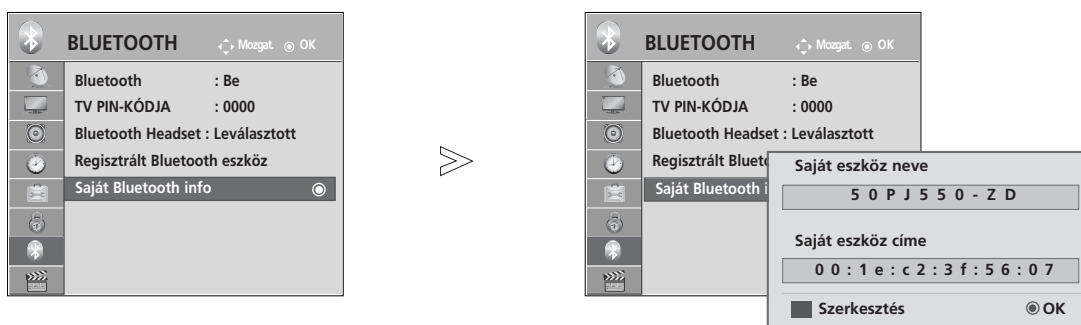 BLUETOOTH Mozgat. OK
Bluetooth : Be
TV PIN-KÓDJA : 0000
Bluetooth Headset : Leválasztott
Regisztrált Bluetooth eszköz
Saját Bluetooth info
BLUETOOTH Mozgat. OK
Bluetooth : Be
TV PIN-KÓDJA : 0000
Bluetooth Headset : Leválasztott
Regisztrált Blueto
Saját Bluetooth i
Saját eszköz neve
50PJ550-ZD
Saját eszköz címe
00:1e:c2:3f:56:07
Szerkesztés OK